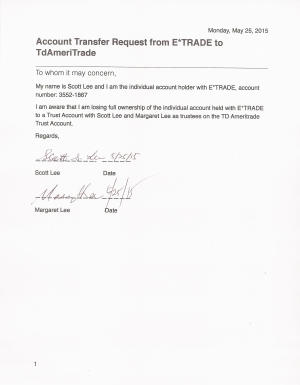 Monday, May 25, 2015
Account Transfer Request from E*TRADE to
TdAmeriTrade
To whom it may concern,
My name is Scott Lee and I am the individual account holder with E*TRADE, account
number: 3552-1867
I am aware that I am losing full ownership of the individual account held with E*TRADE
to a Trust Account with Scott Lee and Margaret Lee as trustees on the TD Ameritrade
Trust Account.
Regards,
Scott S. Lee 5/25/15
Scott Lee Date
5/25/15
Margaret Lee Date
1